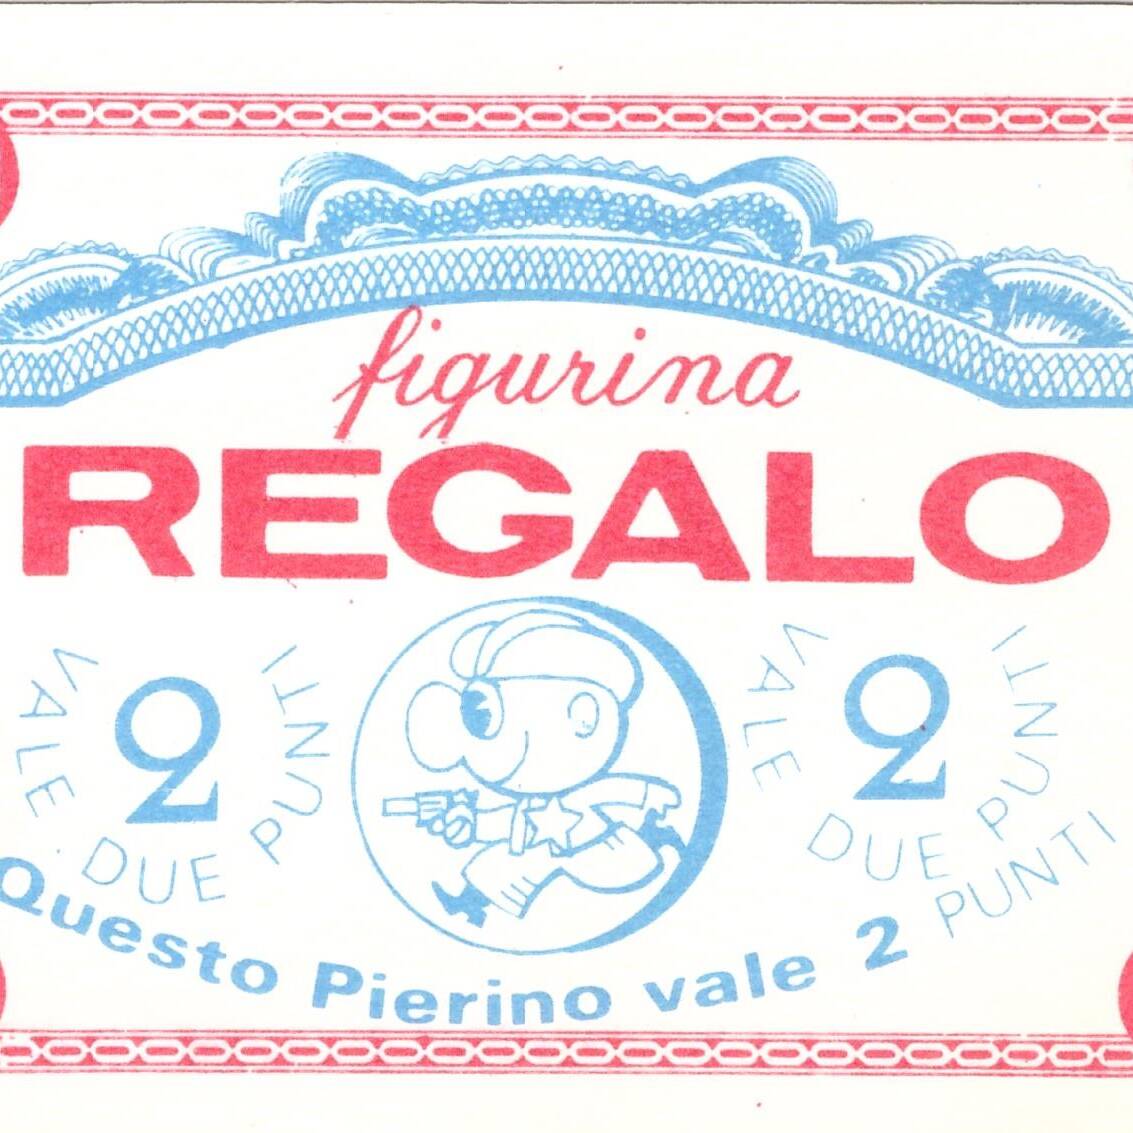 figurina
REGALO
VALE DUE PUNTI
2
VALE DUE PUNTI
2
Questo Pierino vale 2 PUNTI